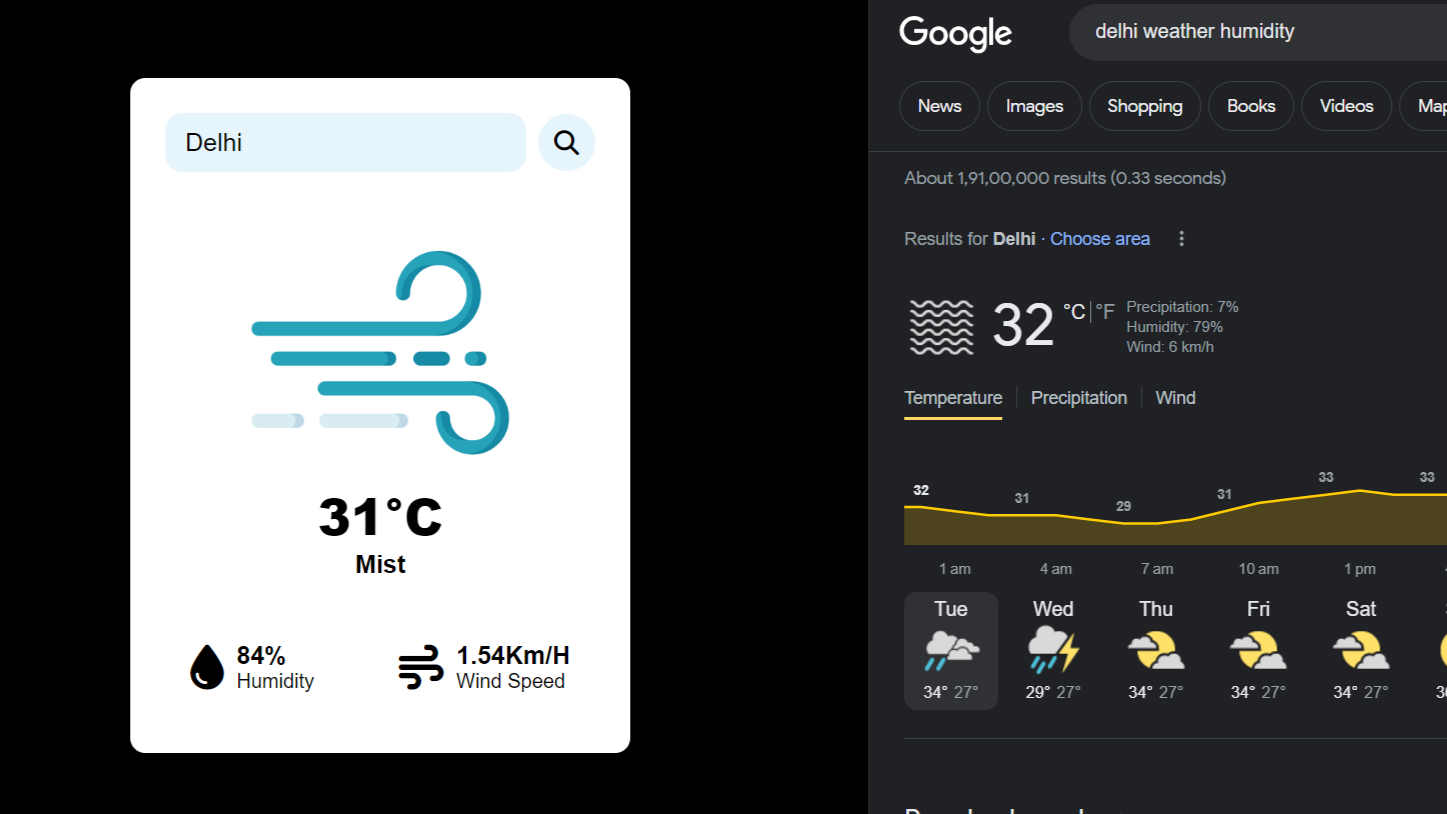 Delhi
31°C
Mist
84%
Humidity
1.54Km/H
Wind Speed
Google
delhi weather humidity
News
Images
Shopping
Books
Videos
About 1,91,00,000 results (0.33 seconds)
Results for Delhi · Choose area
32 °C|°F
Precipitation: 7%
Humidity: 79%
Wind: 6 km/h
Temperature
Precipitation
Wind
32 31 29 31 33 33
1 am 4 am 7 am 10 am 1 pm
Tue Wed Thu Fri Sat
34° 27° 29° 27° 34° 27° 34° 27° 34° 27°